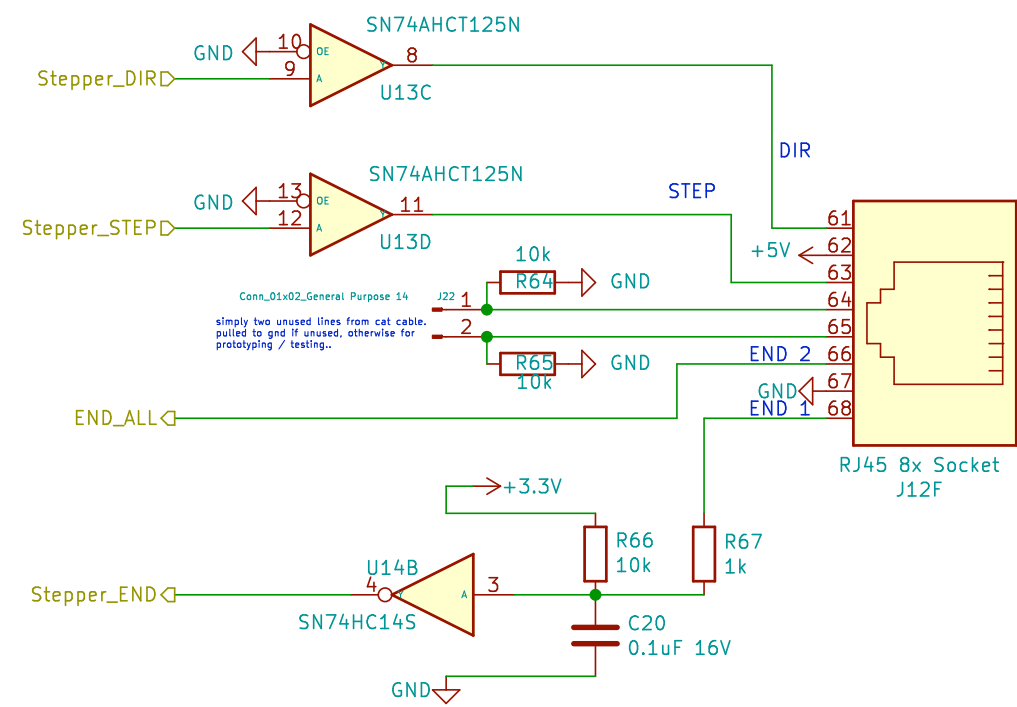 SN74AHCT125N
GND
10
OE
9
A
Y
8
Stepper_DIR
U13C
DIR
SN74AHCT125N
STEP
GND
13
OE
12
A
Y
11
Stepper_STEP
U13D
61
+5V
62
10k
R64
GND
63
Conn_01x02_General Purpose 14
J22
1
64
simply two unused lines from cat cable.
pulled to gnd if unused, otherwise for
prototyping / testing..
2
65
END 2
R65
GND
66
10k
GND
67
END_ALL
END 1
68
RJ45 8x Socket
J12F
+3.3V
R66
10k
R67
1k
U14B
4
Y
A
3
Stepper_END
SN74HC14S
C20
0.1uF 16V
GND